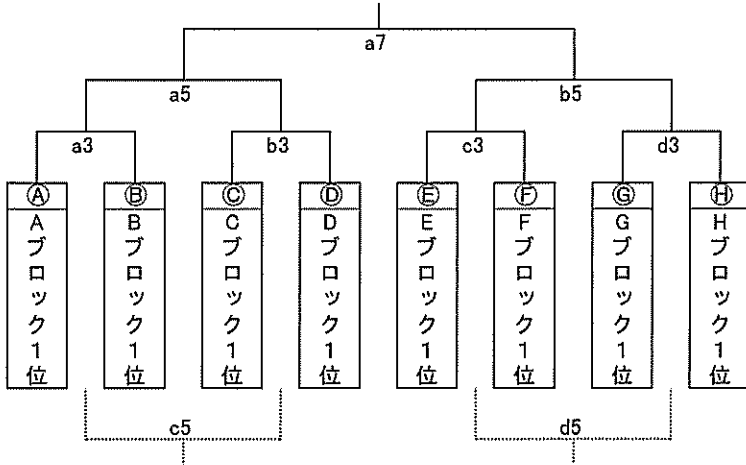 a7
a5 b5
a3 b3 c3 d3
Ⓐ Ⓑ Ⓒ Ⓓ Ⓔ Ⓕ Ⓖ Ⓗ
Aブロック1位
Bブロック1位
Cブロック1位
Dブロック1位
Eブロック1位
Fブロック1位
Gブロック1位
Hブロック1位
c5 d5